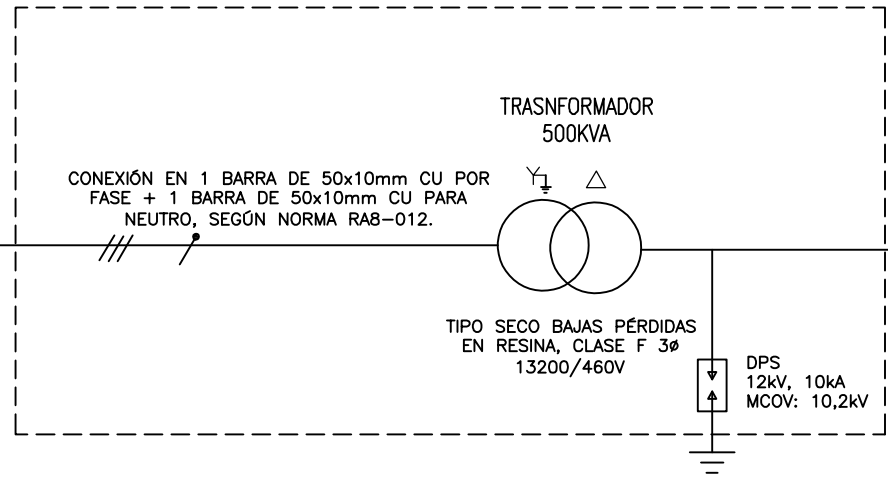 TRASNFORMADOR
500KVA
CONEXIÓN EN 1 BARRA DE 50x10mm CU POR
FASE + 1 BARRA DE 50x10mm CU PARA
NEUTRO, SEGÚN NORMA RA8-012.
TIPO SECO BAJAS PÉRDIDAS
EN RESINA, CLASE F 3ø
13200/460V
DPS
12kV, 10kA
MCOV: 10,2kV